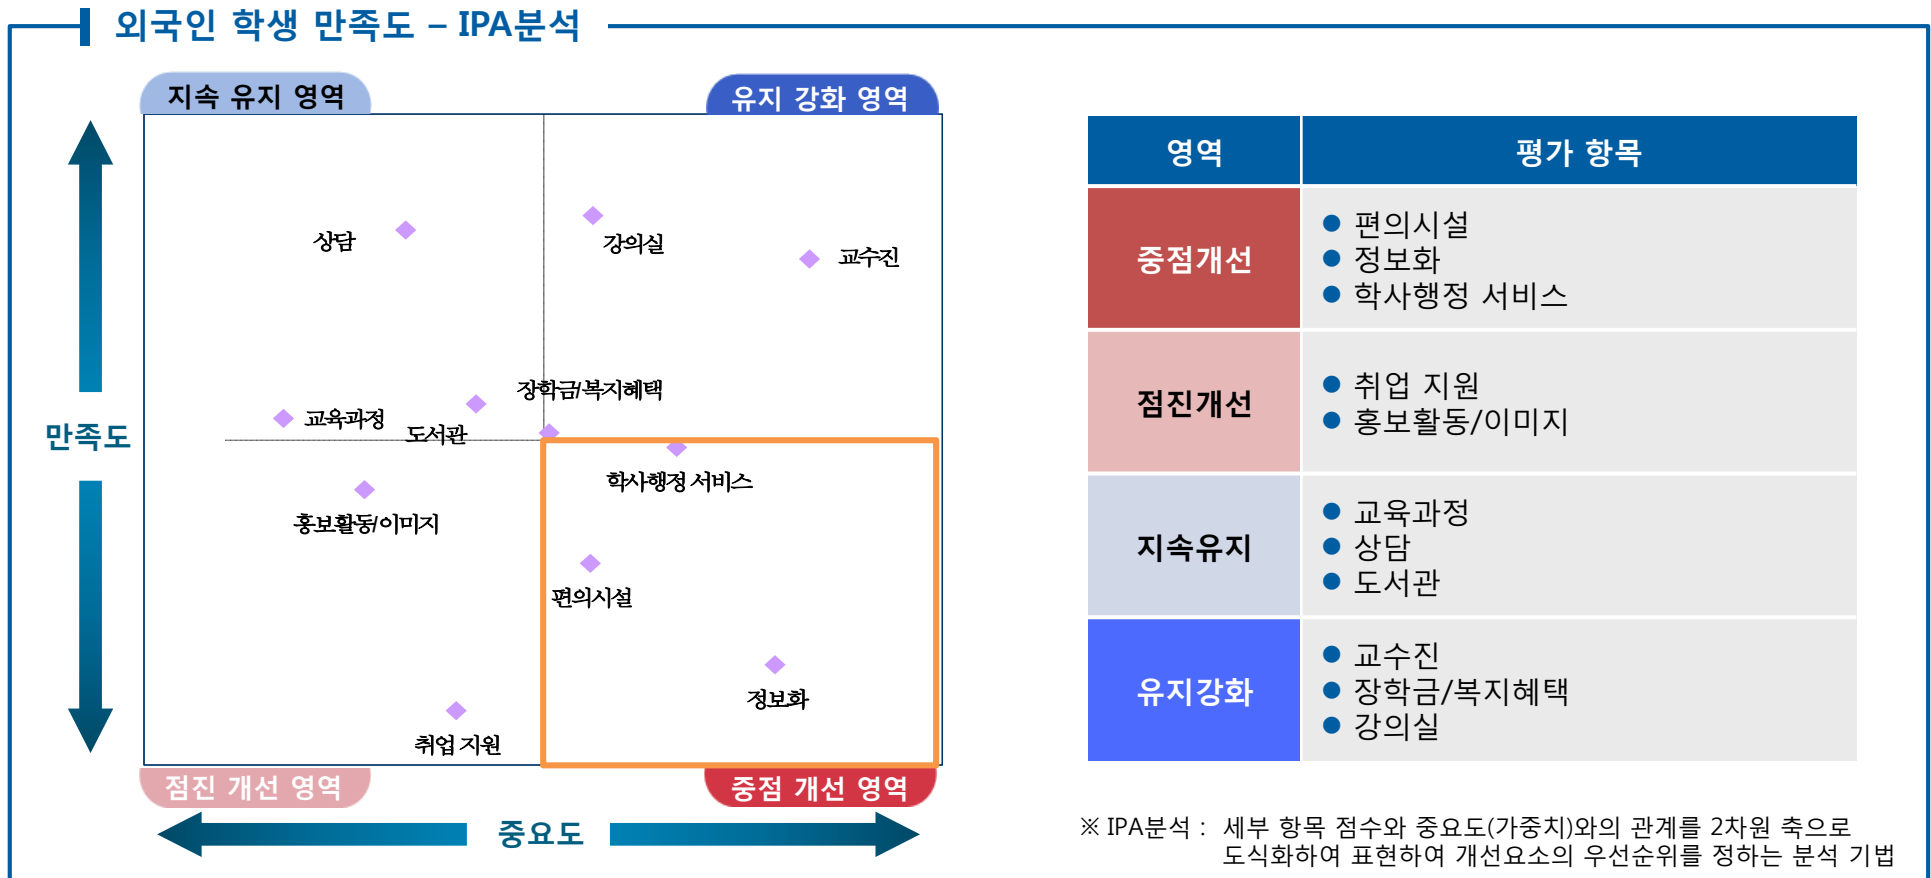 외국인 학생 만족도 – IPA분석
지속 유지 영역
유지 강화 영역
상담
강의실
교수진
장학금/복지혜택
교육과정
도서관
만족도
학사행정 서비스
홍보활동/이미지
편의시설
정보화
취업 지원
점진 개선 영역
중점 개선 영역
중요도
영역 평가 항목
중점개선
편의시설
정보화
학사행정 서비스
점진개선
취업 지원
홍보활동/이미지
지속유지
교육과정
상담
도서관
유지강화
교수진
장학금/복지혜택
강의실
※ IPA분석 : 세부 항목 점수와 중요도(가중치)와의 관계를 2차원 축으로
도식화하여 표현하여 개선요소의 우선순위를 정하는 분석 기법